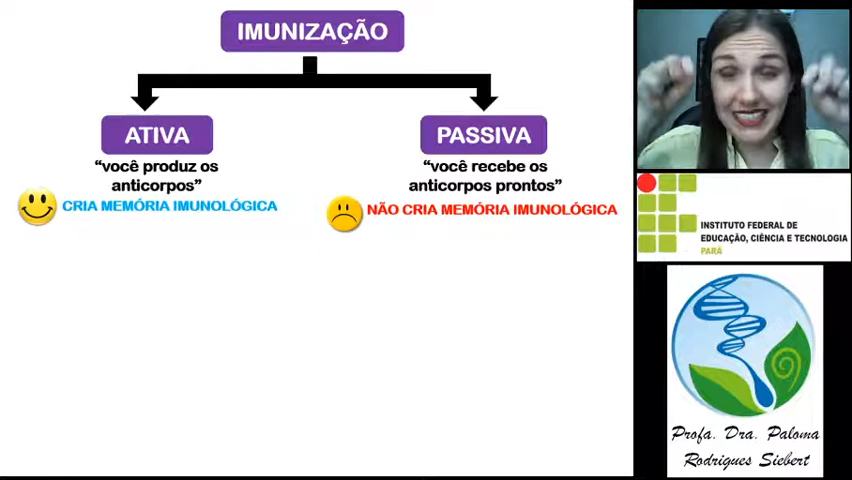 IMUNIZAÇÃO
ATIVA
“você produz os
anticorpos”
CRIA MEMÓRIA IMUNOLÓGICA
PASSIVA
“você recebe os
anticorpos prontos”
NÃO CRIA MEMÓRIA IMUNOLÓGICA
INSTITUTO FEDERAL DE
EDUCAÇÃO, CIÊNCIA E TECNOLOGIA
PARÁ
Profa. Dra. Paloma
Rodrigues Siebert